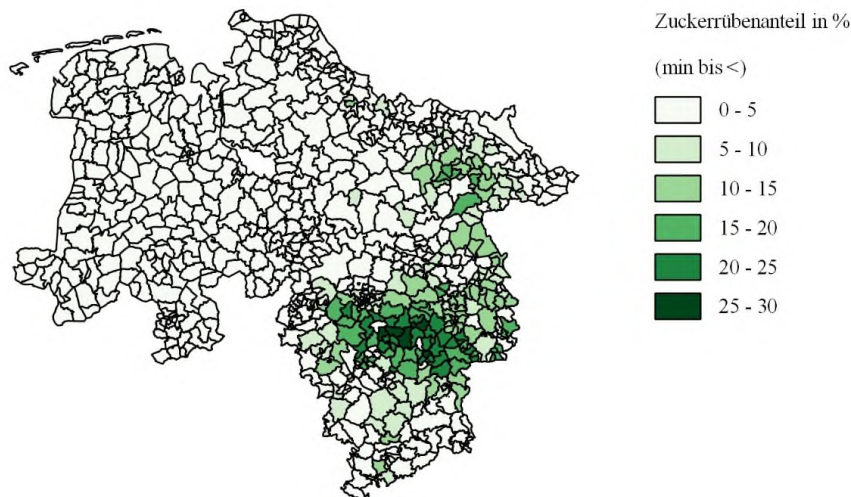 Zuckerrübenanteil in %
(min bis <)
0 - 5
5 - 10
10 - 15
15 - 20
20 - 25
25 - 30